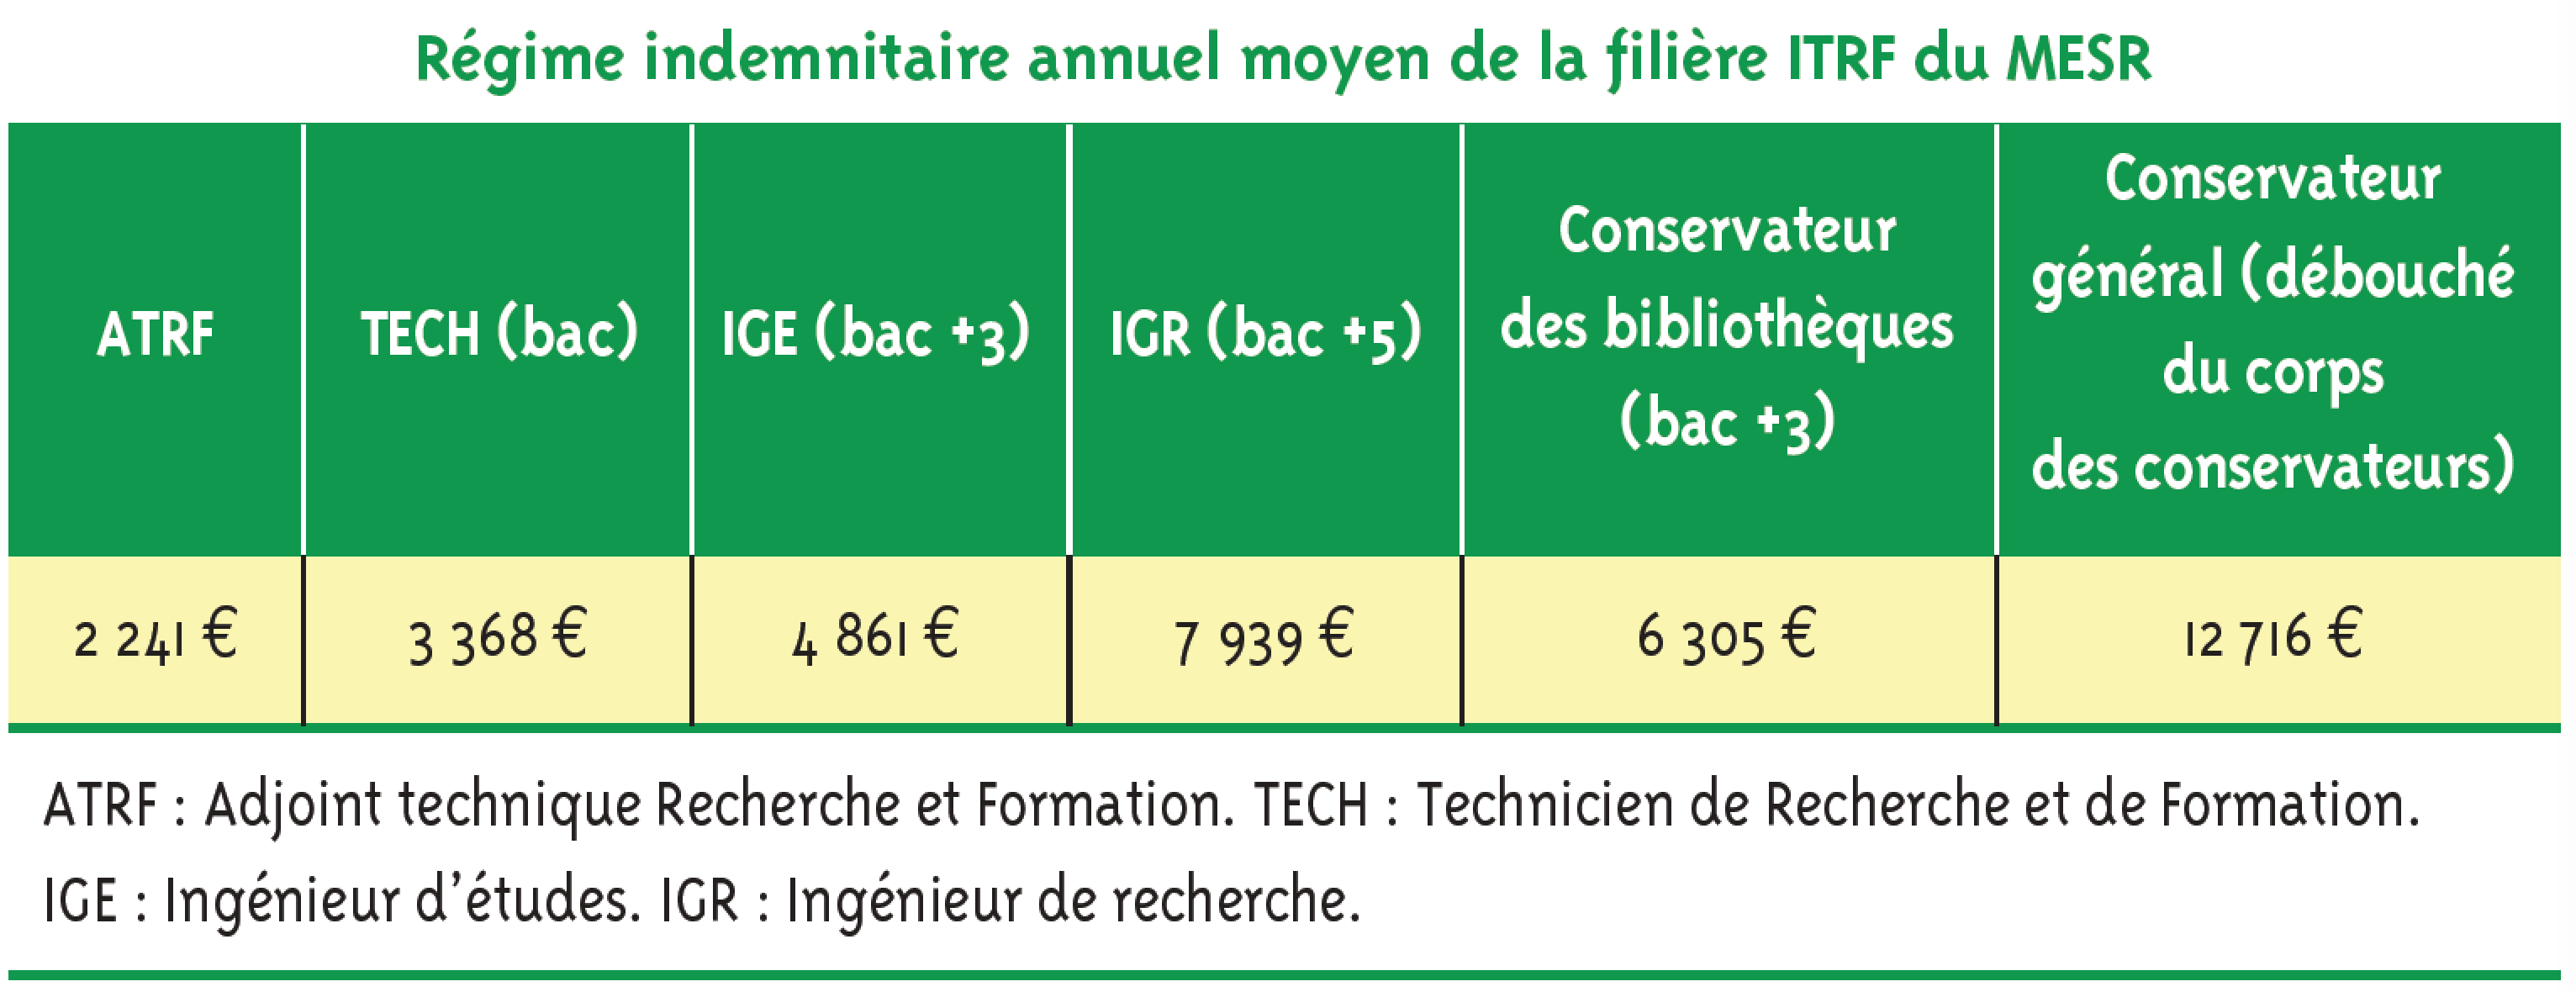 Régime indemnitaire annuel moyen de la filière ITRF du MESR
ATRF
TECH (bac)
IGE (bac +3)
IGR (bac +5)
Conservateur
des bibliothèques
(bac +3)
Conservateur
général (débouché
du corps
des conservateurs)
2 241 €
3 368 €
4 861 €
7 939 €
6 305 €
12 716 €
ATRF : Adjoint technique Recherche et Formation. TECH : Technicien de Recherche et de Formation.
IGE : Ingénieur d’études. IGR : Ingénieur de recherche.